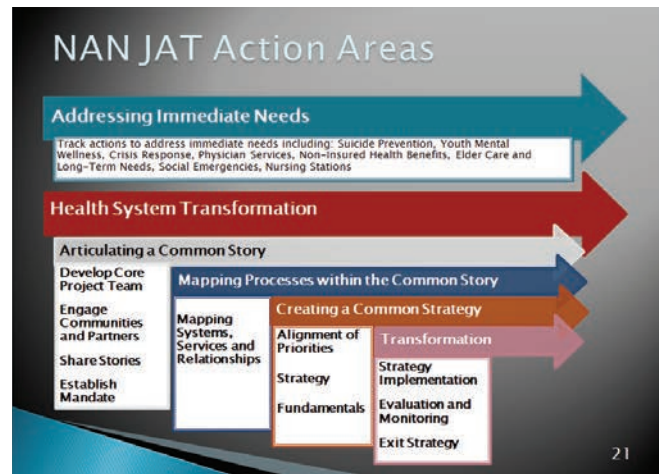 NAN JAT Action Areas
Addressing Immediate Needs
Track actions to address immediate needs including: Suicide Prevention, Youth Mental
Wellness, Crisis Response, Physician Services, Non-Insured Health Benefits, Elder Care and
Long-Term Needs, Social Emergencies, Nursing Stations
Health System Transformation
Articulating a Common Story
Develop Core
Project Team
Engage
Communities
and Partners
Share Stories
Establish
Mandate
Mapping Processes within the Common Story
Mapping
Systems,
Services and
Relationships
Creating a Common Strategy
Alignment of
Priorities
Strategy
Fundamentals
Transformation
Strategy
Implementation
Evaluation and
Monitoring
Exit Strategy
21